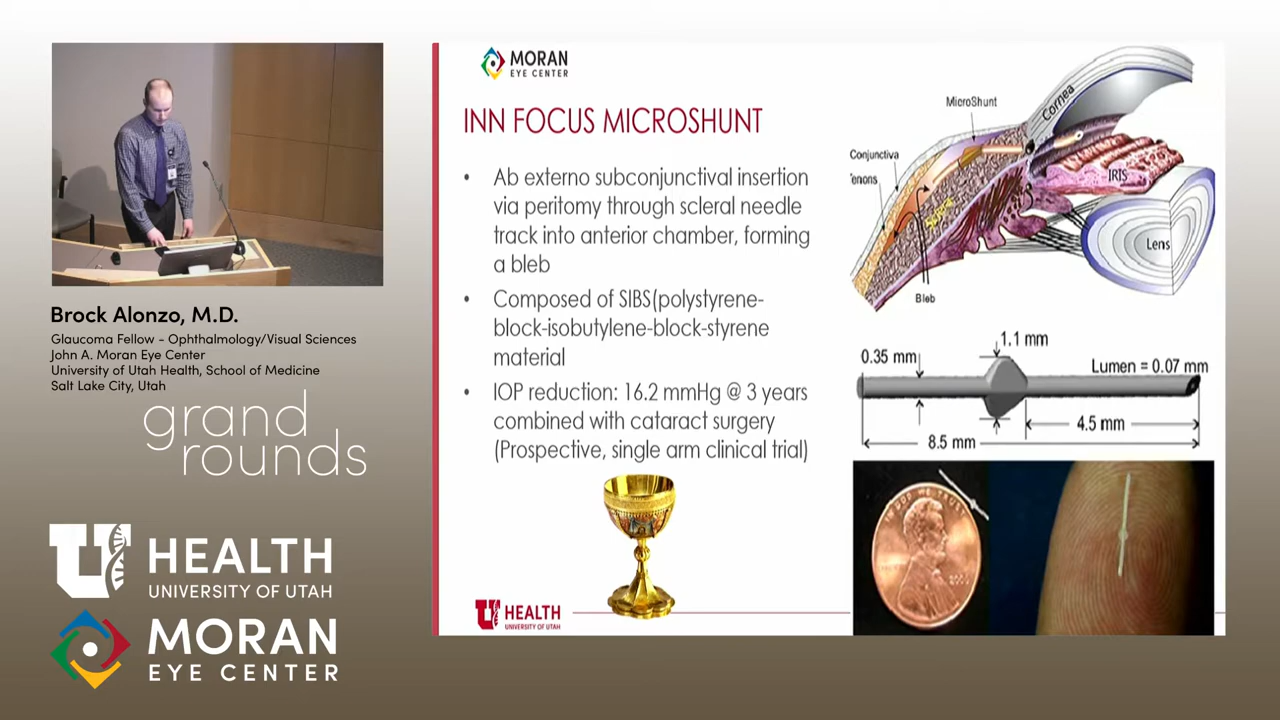 Brock Alonzo, M.D.
Glaucoma Fellow - Ophthalmology/Visual Sciences
John A. Moran Eye Center
University of Utah Health, School of Medicine
Salt Lake City, Utah
grand
rounds
U HEALTH
UNIVERSITY OF UTAH
MORAN
EYE CENTER
MORAN
EYE CENTER
INN FOCUS MICROSHUNT
• Ab externo subconjunctival insertion
via peritomy through scleral needle
track into anterior chamber, forming
a bleb
• Composed of SIBS(polystyrene-
block-isobutylene-block-styrene
material
• IOP reduction: 16.2 mmHg @ 3 years
combined with cataract surgery
(Prospective, single arm clinical trial)
U HEALTH
UNIVERSITY OF UTAH
MicroShunt
Cornea
Conjunctiva
Tenons
IRIS
Lens
Bleb
0.35 mm
1.1 mm
Lumen = 0.07 mm
4.5 mm
8.5 mm